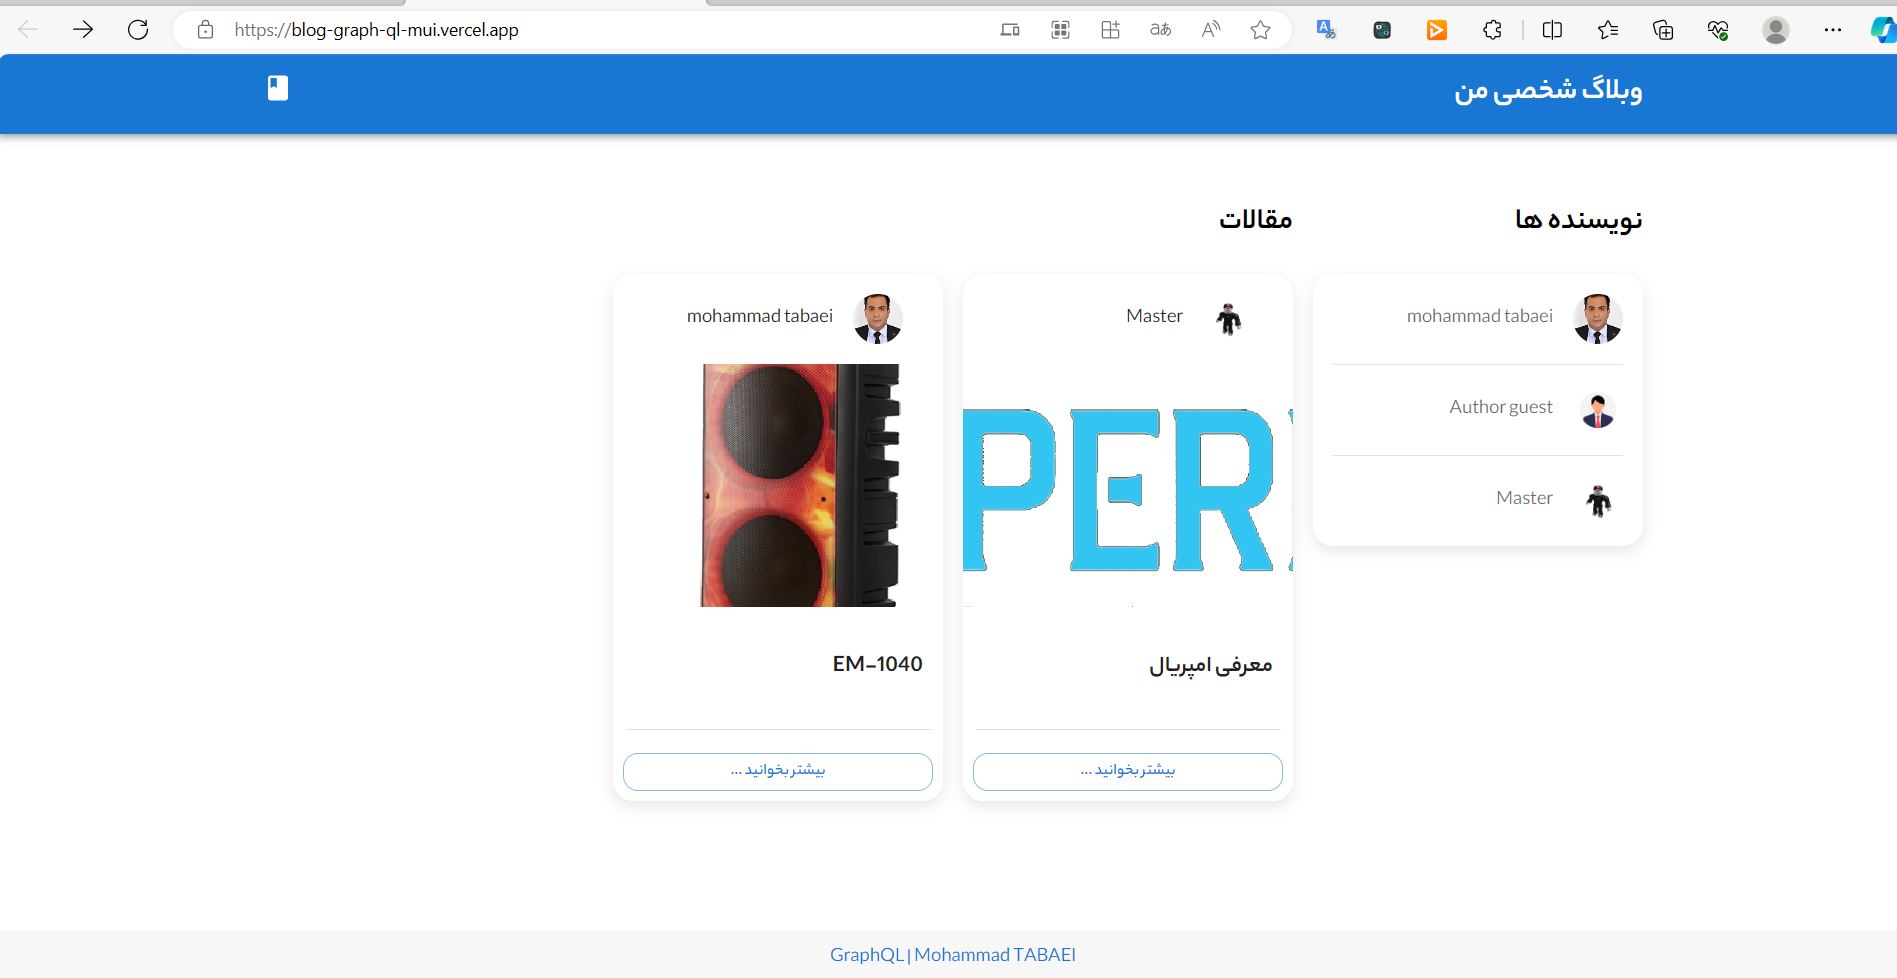 https://blog-graph-ql-mui.vercel.app
وبلاگ شخصی من
نویسنده ها
mohammad tabaei
Author guest
Master
مقالات
Master
PER
معرفی امپریال
بیشتر بخوانید ...
mohammad tabaei
EM-1040
بیشتر بخوانید ...
GraphQL | Mohammad TABAEI